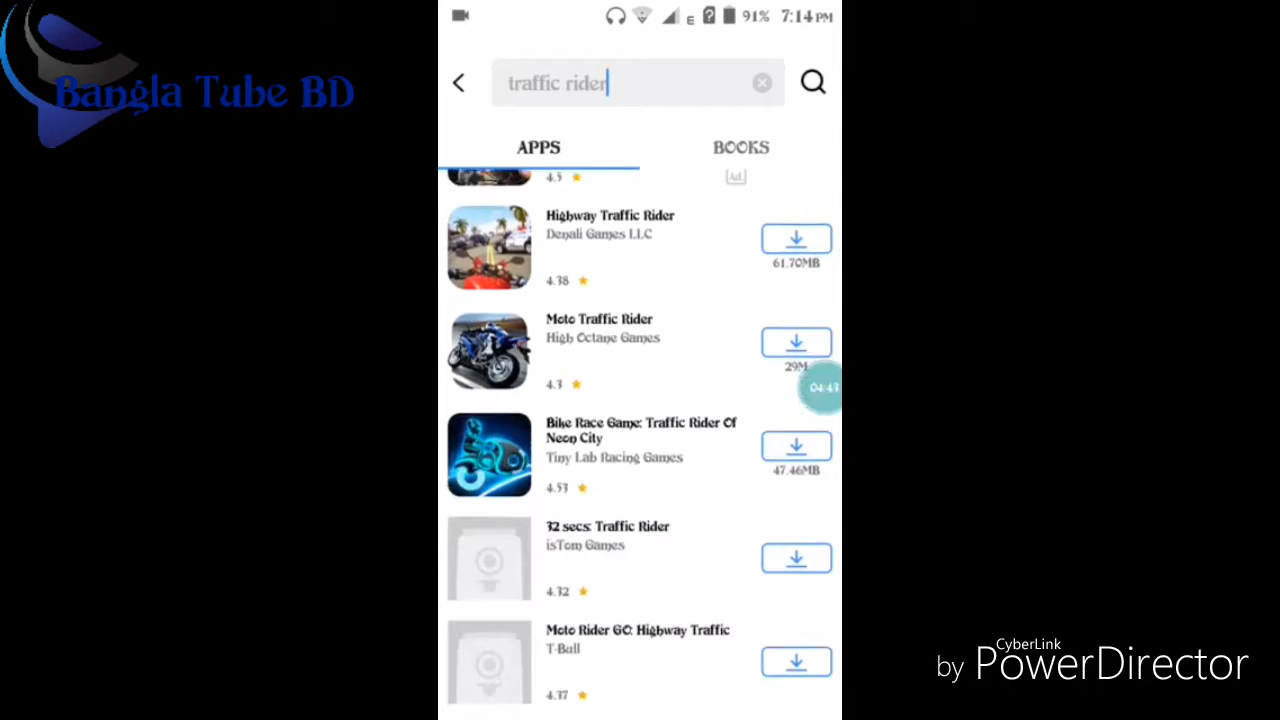 Bangla Tube BD
E
91%
7:14 PM
traffic rider
APPS
BOOKS
4.5
Ad
Highway Traffic Rider
Denali Games LLC
4.38
61.70MB
Moto Traffic Rider
High Octane Games
4.3
29M
04:43
Bike Race Game: Traffic Rider Of
Neon City
Tiny Lab Racing Games
4.53
47.46MB
32 secs: Traffic Rider
isTom Games
4.32
Moto Rider GO: Highway Traffic
T-Bull
4.37
CyberLink
by PowerDirector